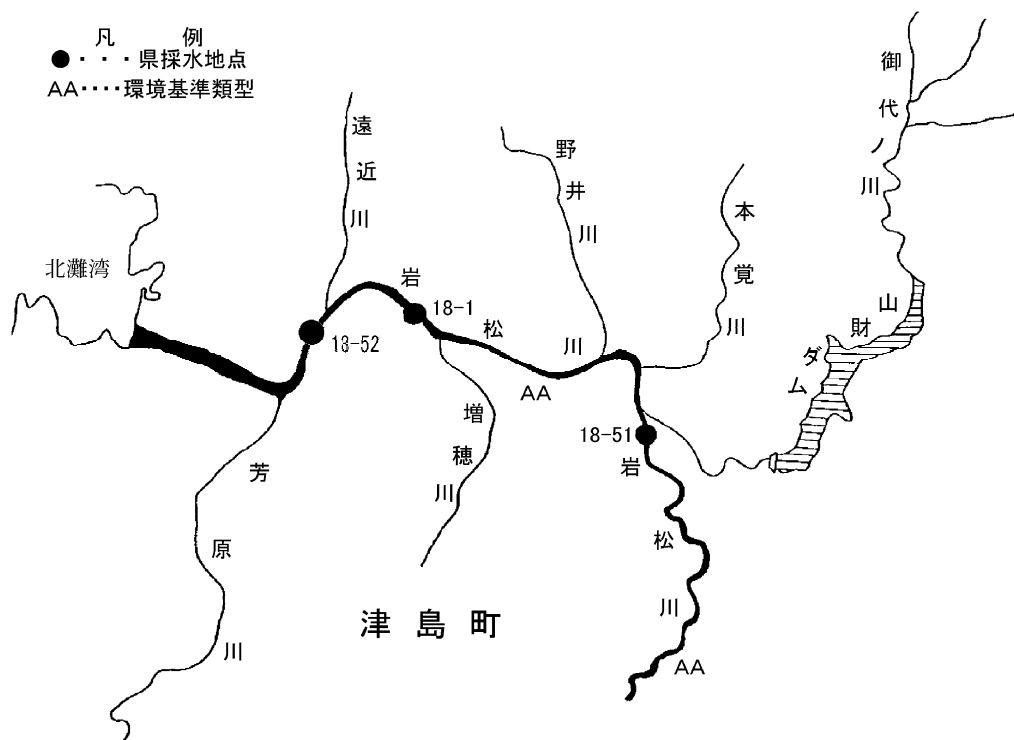 凡 例
●・・・県採水地点
AA‥‥環境基準類型
御代ノ川
遠近川
野井川
本覚川
北灘湾
岩松川
18-1
18-52
山財ダム
AA
増穂川
18-51
芳原川
岩松川
津島町
AA